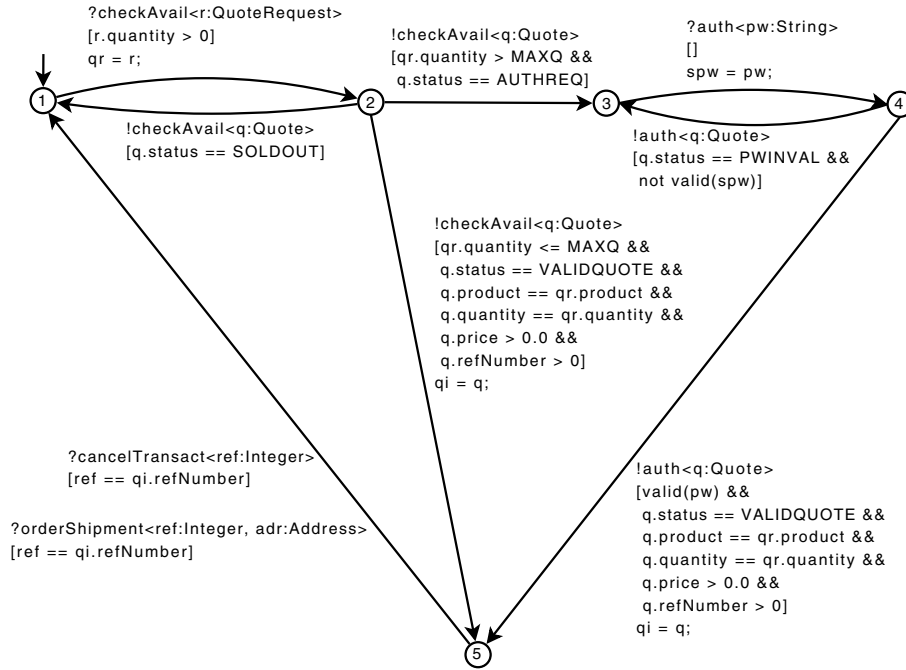 ?checkAvail<r:QuoteRequest>
[r.quantity > 0]
qr = r;
!checkAvail<q:Quote>
[qr.quantity > MAXQ &&
q.status == AUTHREQ]
?auth<pw:String>
[]
spw = pw;
1
2
3
4
!checkAvail<q:Quote>
[q.status == SOLDOUT]
!auth<q:Quote>
[q.status == PWINVAL &&
not valid(spw)]
!checkAvail<q:Quote>
[qr.quantity <= MAXQ &&
q.status == VALIDQUOTE &&
q.product == qr.product &&
q.quantity == qr.quantity &&
q.price > 0.0 &&
q.refNumber > 0]
qi = q;
?cancelTransact<ref:Integer>
[ref == qi.refNumber]
?orderShipment<ref:Integer, adr:Address>
[ref == qi.refNumber]
!auth<q:Quote>
[valid(pw) &&
q.status == VALIDQUOTE &&
q.product == qr.product &&
q.quantity == qr.quantity &&
q.price > 0.0 &&
q.refNumber > 0]
qi = q;
5